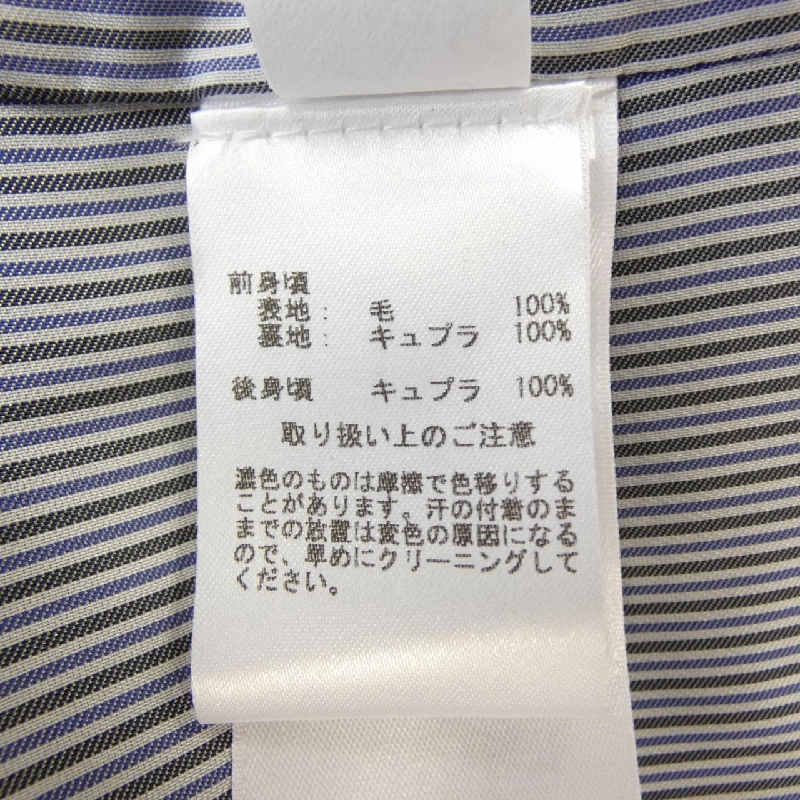 前身頃
表地： 毛 100%
裏地： キュプラ 100%
後身頃 キュプラ 100%
取り扱い上のご注意
濃色のものは摩擦で色移りする
ことがあります。汗の付着のま
までの放置は変色の原因になる
ので、早めにクリーニングして
ください。